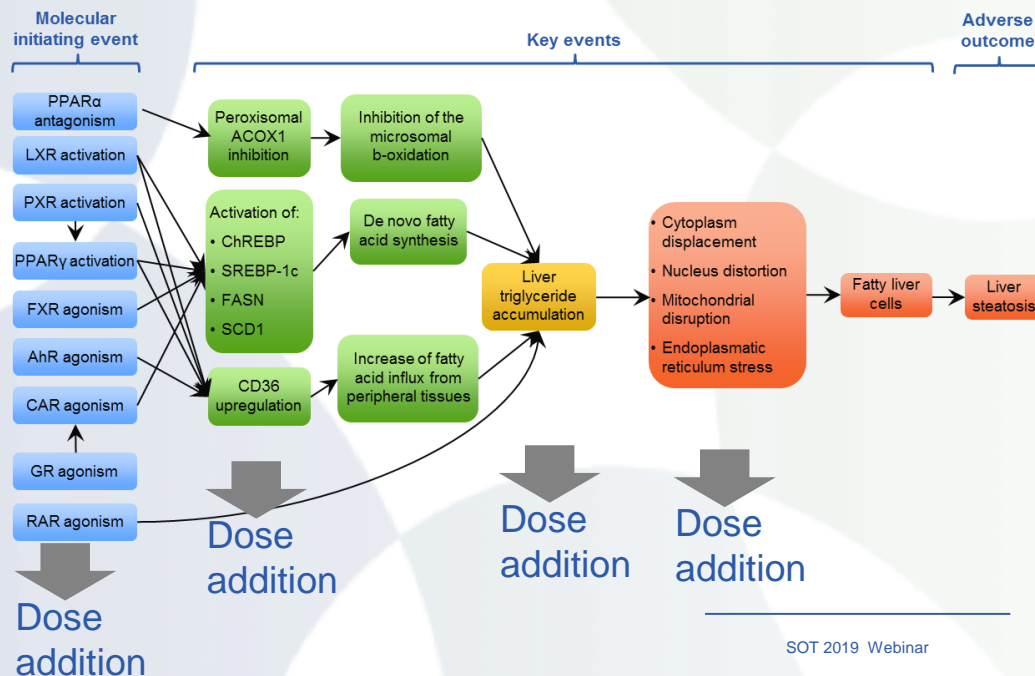 Molecular
initiating event
Key events
Adverse
outcome
PPARα
antagonism
LXR activation
PXR activation
PPARγ activation
FXR agonism
AhR agonism
CAR agonism
GR agonism
RAR agonism
Peroxisomal
ACOX1
inhibition
Inhibition of the
microsomal
b-oxidation
Activation of:
• ChREBP
• SREBP-1c
• FASN
• SCD1
De novo fatty
acid synthesis
CD36
upregulation
Increase of fatty
acid influx from
peripheral tissues
Liver
triglyceride
accumulation
• Cytoplasm
displacement
• Nucleus distortion
• Mitochondrial
disruption
• Endoplasmatic
reticulum stress
Fatty liver
cells
Liver
steatosis
Dose
addition
Dose
addition
Dose
addition
Dose
addition
SOT 2019 Webinar